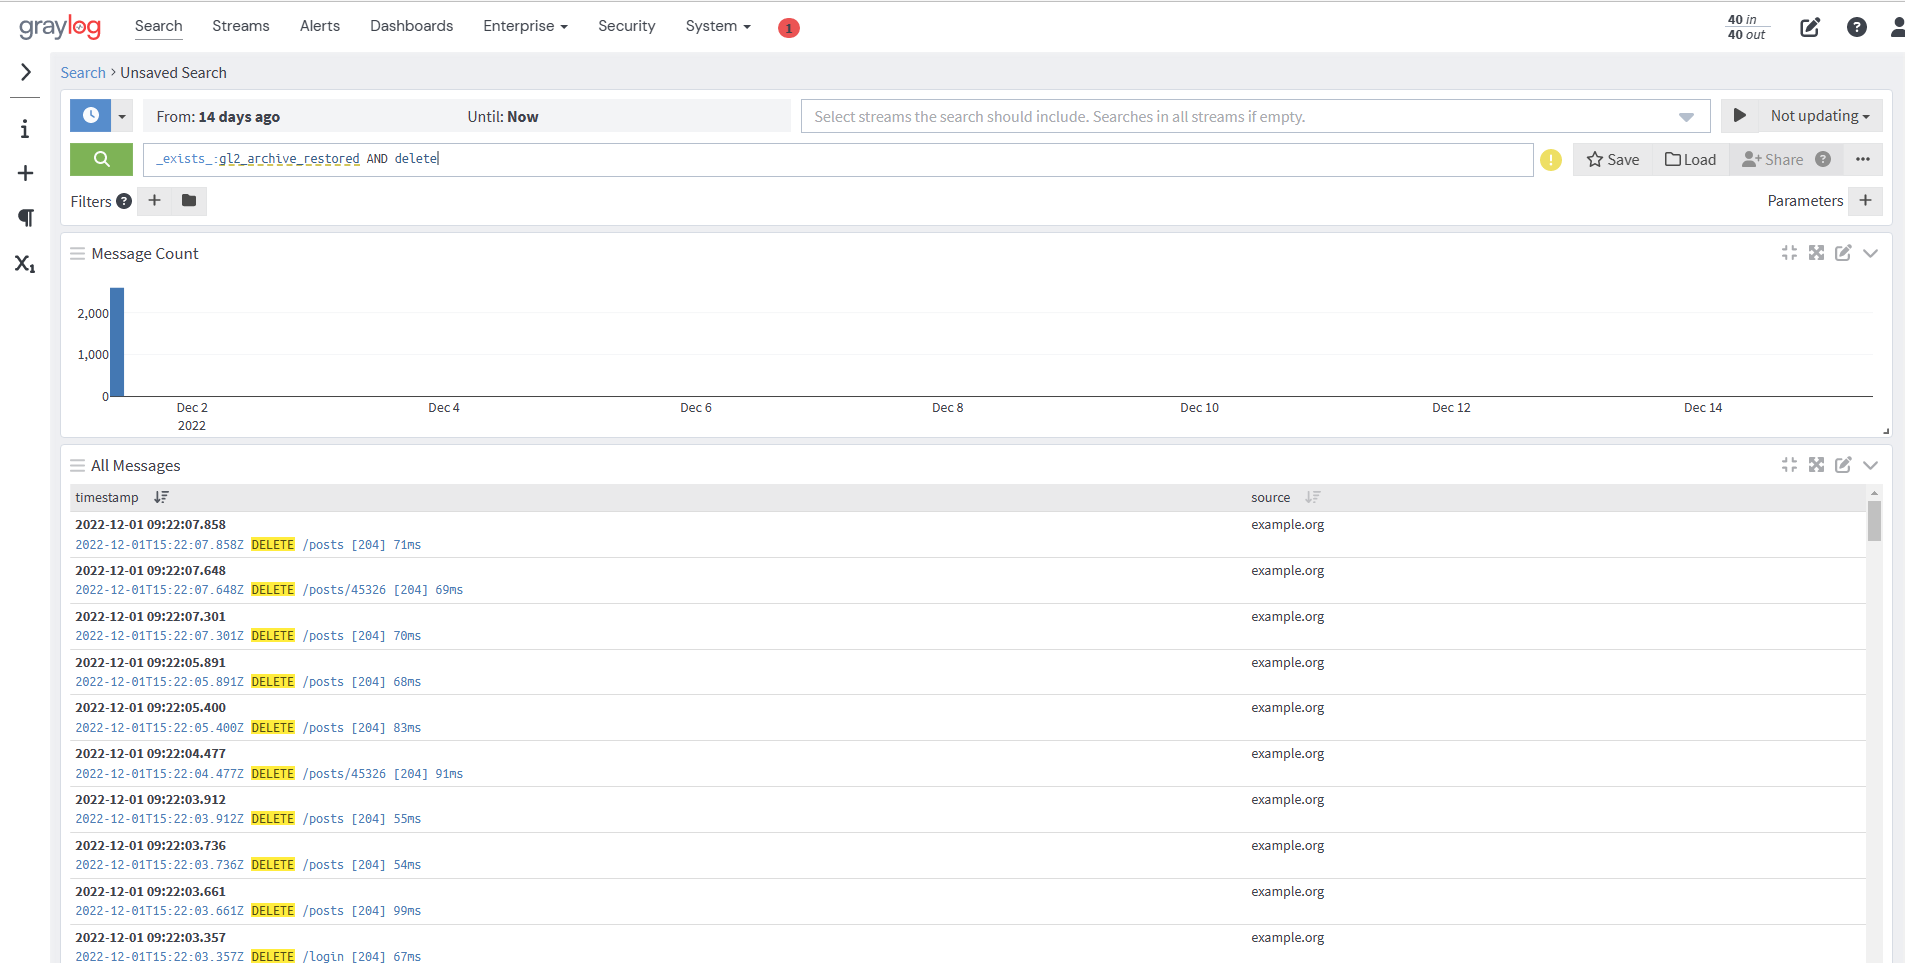 graylog Search Streams Alerts Dashboards Enterprise Security System 1 40 in
40 out
Search › Unsaved Search
From: 14 days ago Until: Now Select streams the search should include. Searches in all streams if empty. Not updating
_exists_:gl2_archive_restored AND delete Save Load Share
Filters Parameters
Message Count
2,000
1,000
0
Dec 2 Dec 4 Dec 6 Dec 8 Dec 10 Dec 12 Dec 14
2022
All Messages
timestamp source
2022-12-01 09:22:07.858 example.org
2022-12-01T15:22:07.858Z DELETE /posts [204] 71ms
2022-12-01 09:22:07.648 example.org
2022-12-01T15:22:07.648Z DELETE /posts/45326 [204] 69ms
2022-12-01 09:22:07.301 example.org
2022-12-01T15:22:07.301Z DELETE /posts [204] 70ms
2022-12-01 09:22:05.891 example.org
2022-12-01T15:22:05.891Z DELETE /posts [204] 68ms
2022-12-01 09:22:05.400 example.org
2022-12-01T15:22:05.400Z DELETE /posts [204] 83ms
2022-12-01 09:22:04.477 example.org
2022-12-01T15:22:04.477Z DELETE /posts/45326 [204] 91ms
2022-12-01 09:22:03.912 example.org
2022-12-01T15:22:03.912Z DELETE /posts [204] 55ms
2022-12-01 09:22:03.736 example.org
2022-12-01T15:22:03.736Z DELETE /posts [204] 54ms
2022-12-01 09:22:03.661 example.org
2022-12-01T15:22:03.661Z DELETE /posts [204] 99ms
2022-12-01 09:22:03.357 example.org
2022-12-01T15:22:03.357Z DELETE /login [204] 67ms